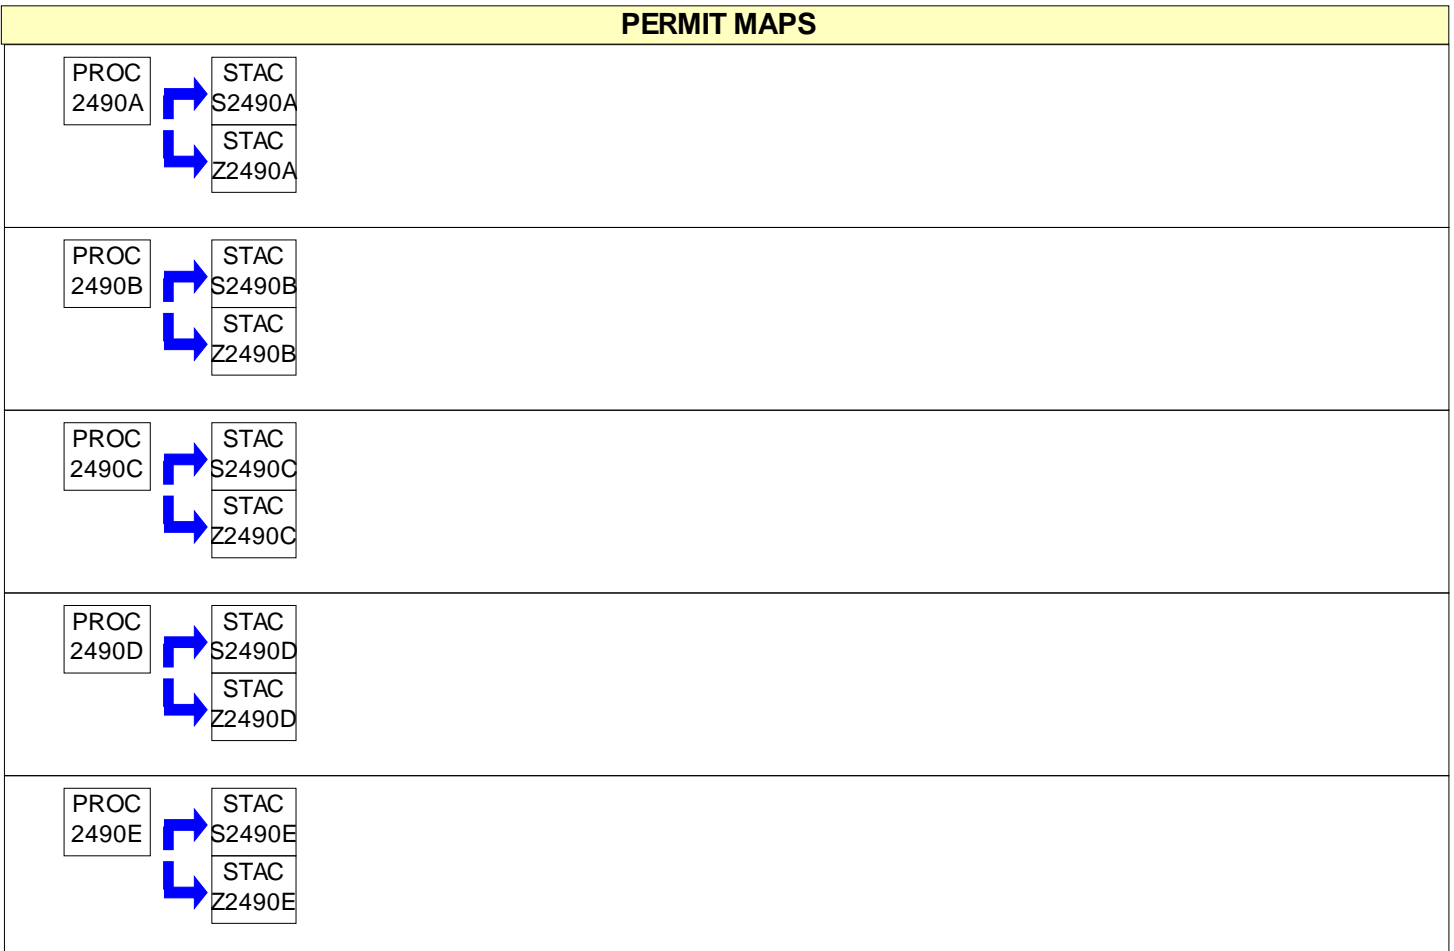 PERMIT MAPS
PROC
2490A
STAC
S2490A
STAC
Z2490A
PROC
2490B
STAC
S2490B
STAC
Z2490B
PROC
2490C
STAC
S2490C
STAC
Z2490C
PROC
2490D
STAC
S2490D
STAC
Z2490D
PROC
2490E
STAC
S2490E
STAC
Z2490E